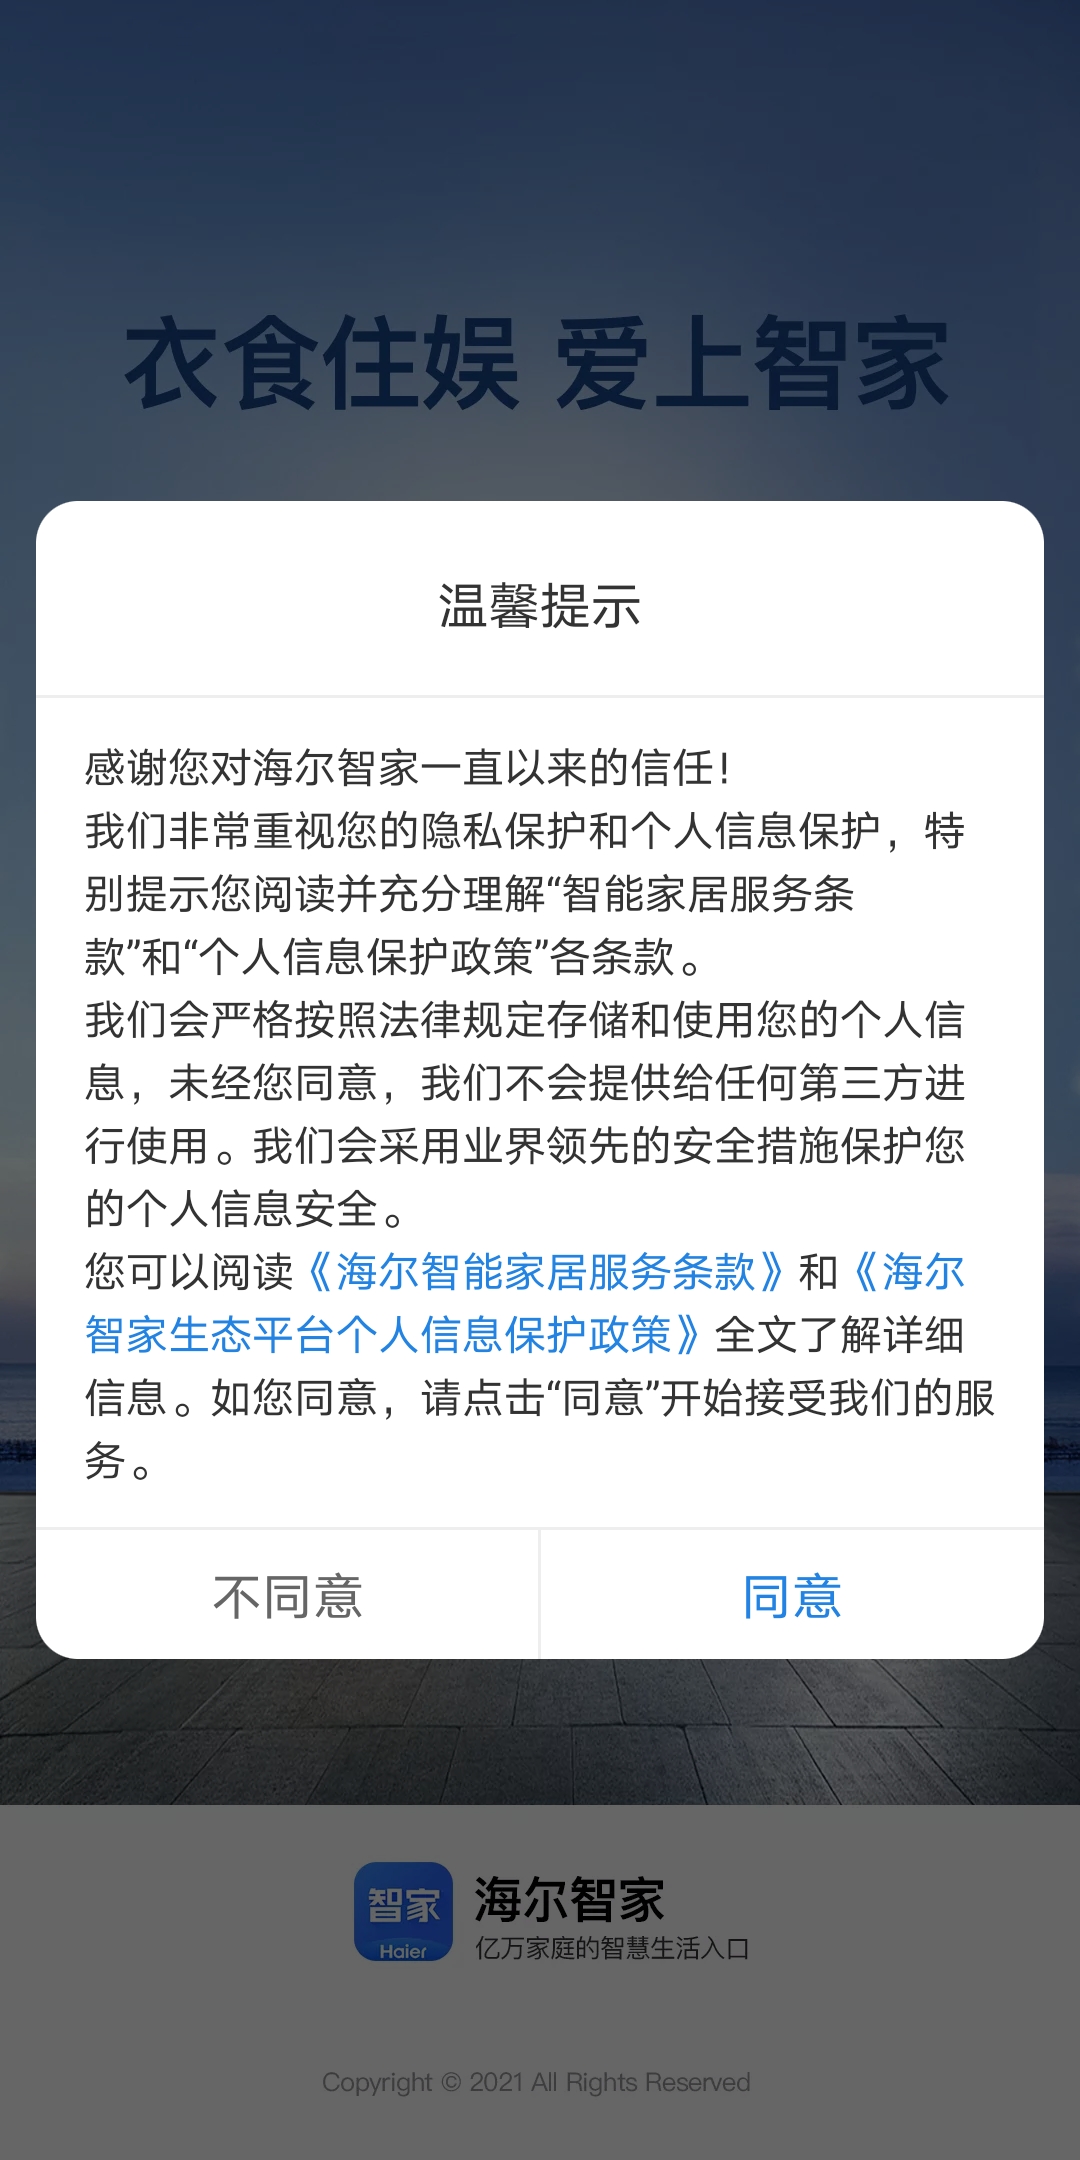 衣食住娱 爱上智家
温馨提示
感谢您对海尔智家一直以来的信任！
我们非常重视您的隐私保护和个人信息保护，特
别提示您阅读并充分理解“智能家居服务条
款”和“个人信息保护政策”各条款。
我们会严格按照法律规定存储和使用您的个人信
息，未经您同意，我们不会提供给任何第三方进
行使用。我们会采用业界领先的安全措施保护您
的个人信息安全。
您可以阅读《海尔智能家居服务条款》和《海尔
智家生态平台个人信息保护政策》全文了解详细
信息。如您同意，请点击“同意”开始接受我们的服
务。
不同意
同意
智家
Haier
海尔智家
亿万家庭的智慧生活入口
Copyright © 2021 All Rights Reserved